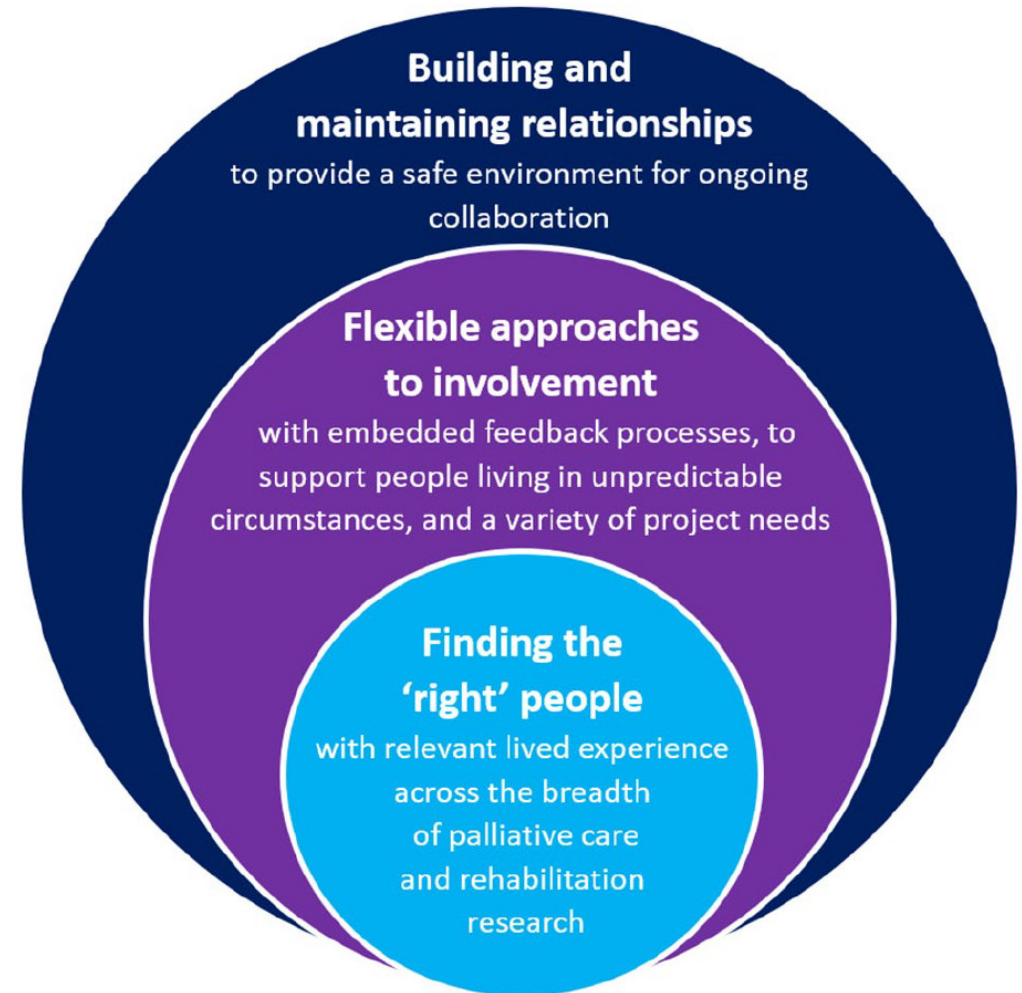 Building and
maintaining relationships
to provide a safe environment for ongoing
collaboration
Flexible approaches
to involvement
with embedded feedback processes, to
support people living in unpredictable
circumstances, and a variety of project needs
Finding the
‘right’ people
with relevant lived experience
across the breadth
of palliative care
and rehabilitation
research